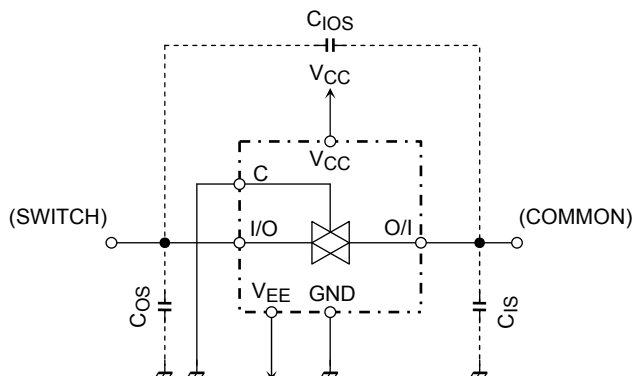 CIOS
VCC
VCC
C
(SWITCH)
I/O
O/I
(COMMON)
VEE
GND
COS
CIS